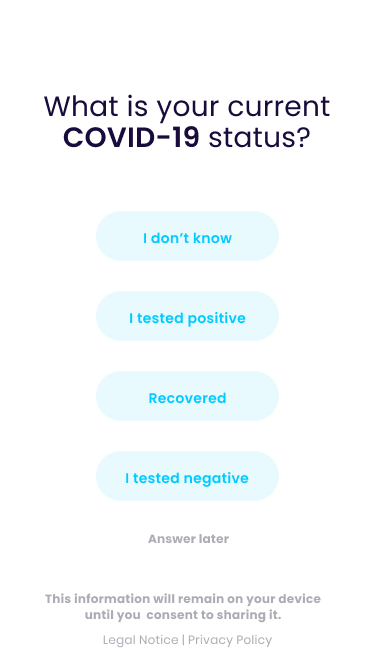 What is your current
COVID-19 status?
I don't know
I tested positive
Recovered
I tested negative
Answer later
This information will remain on your device
until you consent to sharing it.
Legal Notice | Privacy Policy